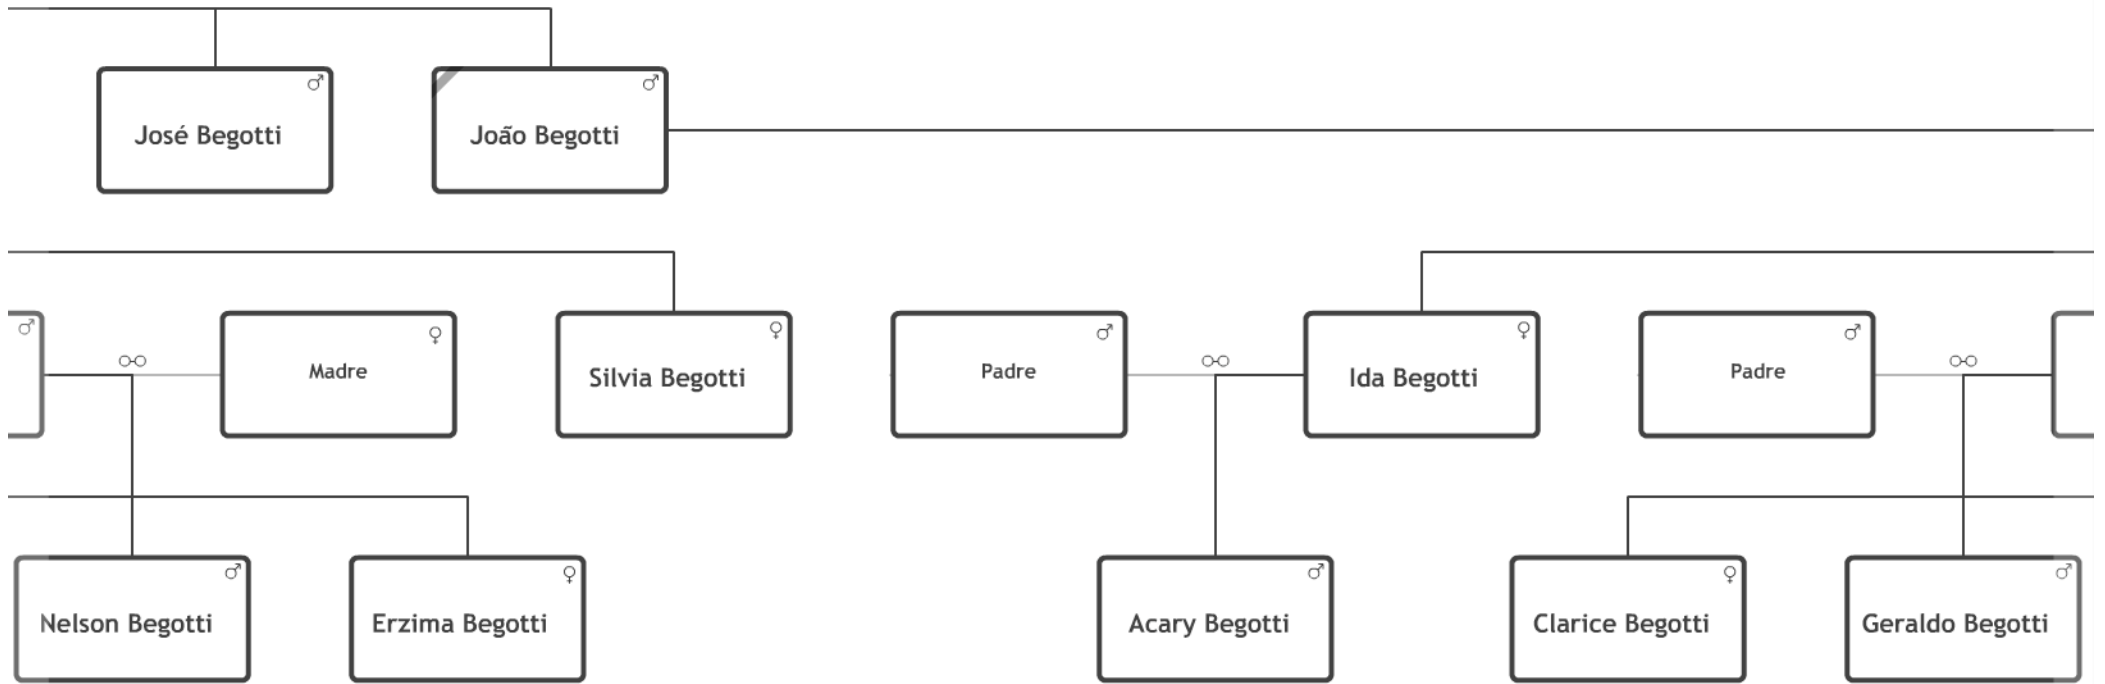 José Begotti
João Begotti
Madre
Silvia Begotti
Padre
Ida Begotti
Padre
Nelson Begotti
Erzima Begotti
Acary Begotti
Clarice Begotti
Geraldo Begotti